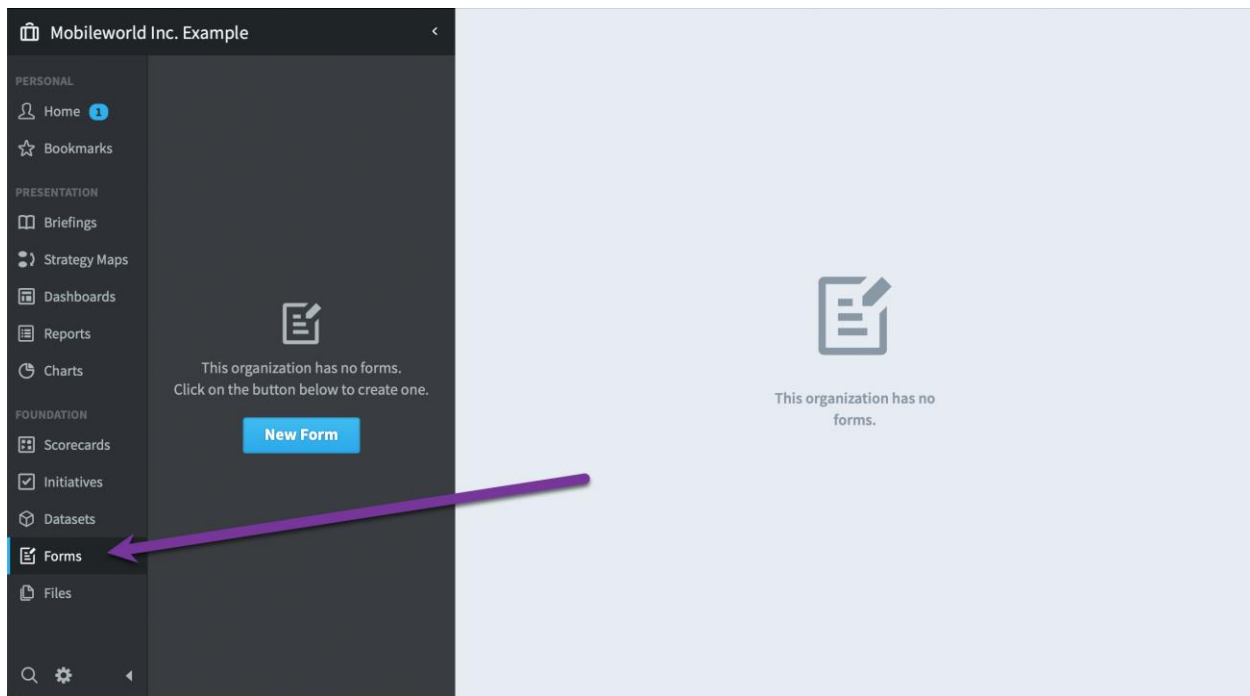 Mobileworld Inc. Example
PERSONAL
Home 1
Bookmarks
PRESENTATION
Briefings
Strategy Maps
Dashboards
Reports
Charts
FOUNDATION
Scorecards
Initiatives
Datasets
Forms
Files
This organization has no forms.
Click on the button below to create one.
New Form
This organization has no
forms.